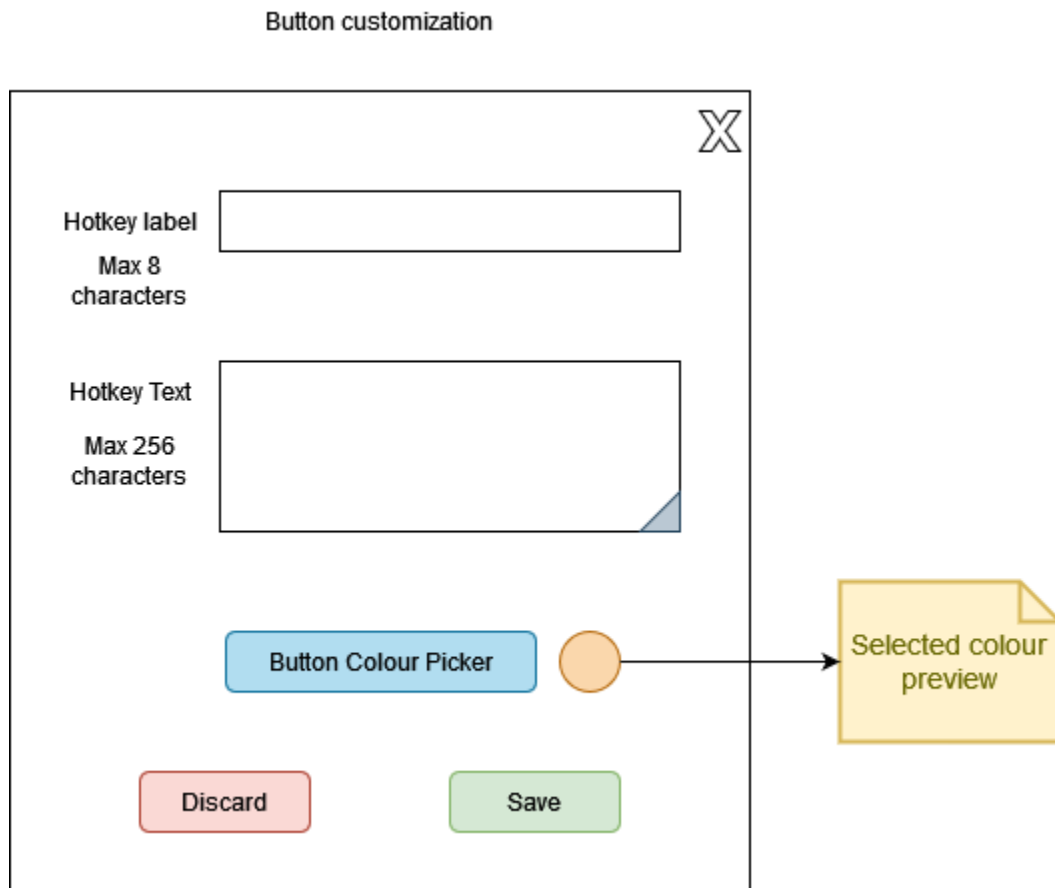 Button customization
X
Hotkey label
Max 8
characters
Hotkey Text
Max 256
characters
Button Colour Picker
Selected colour
preview
Discard
Save